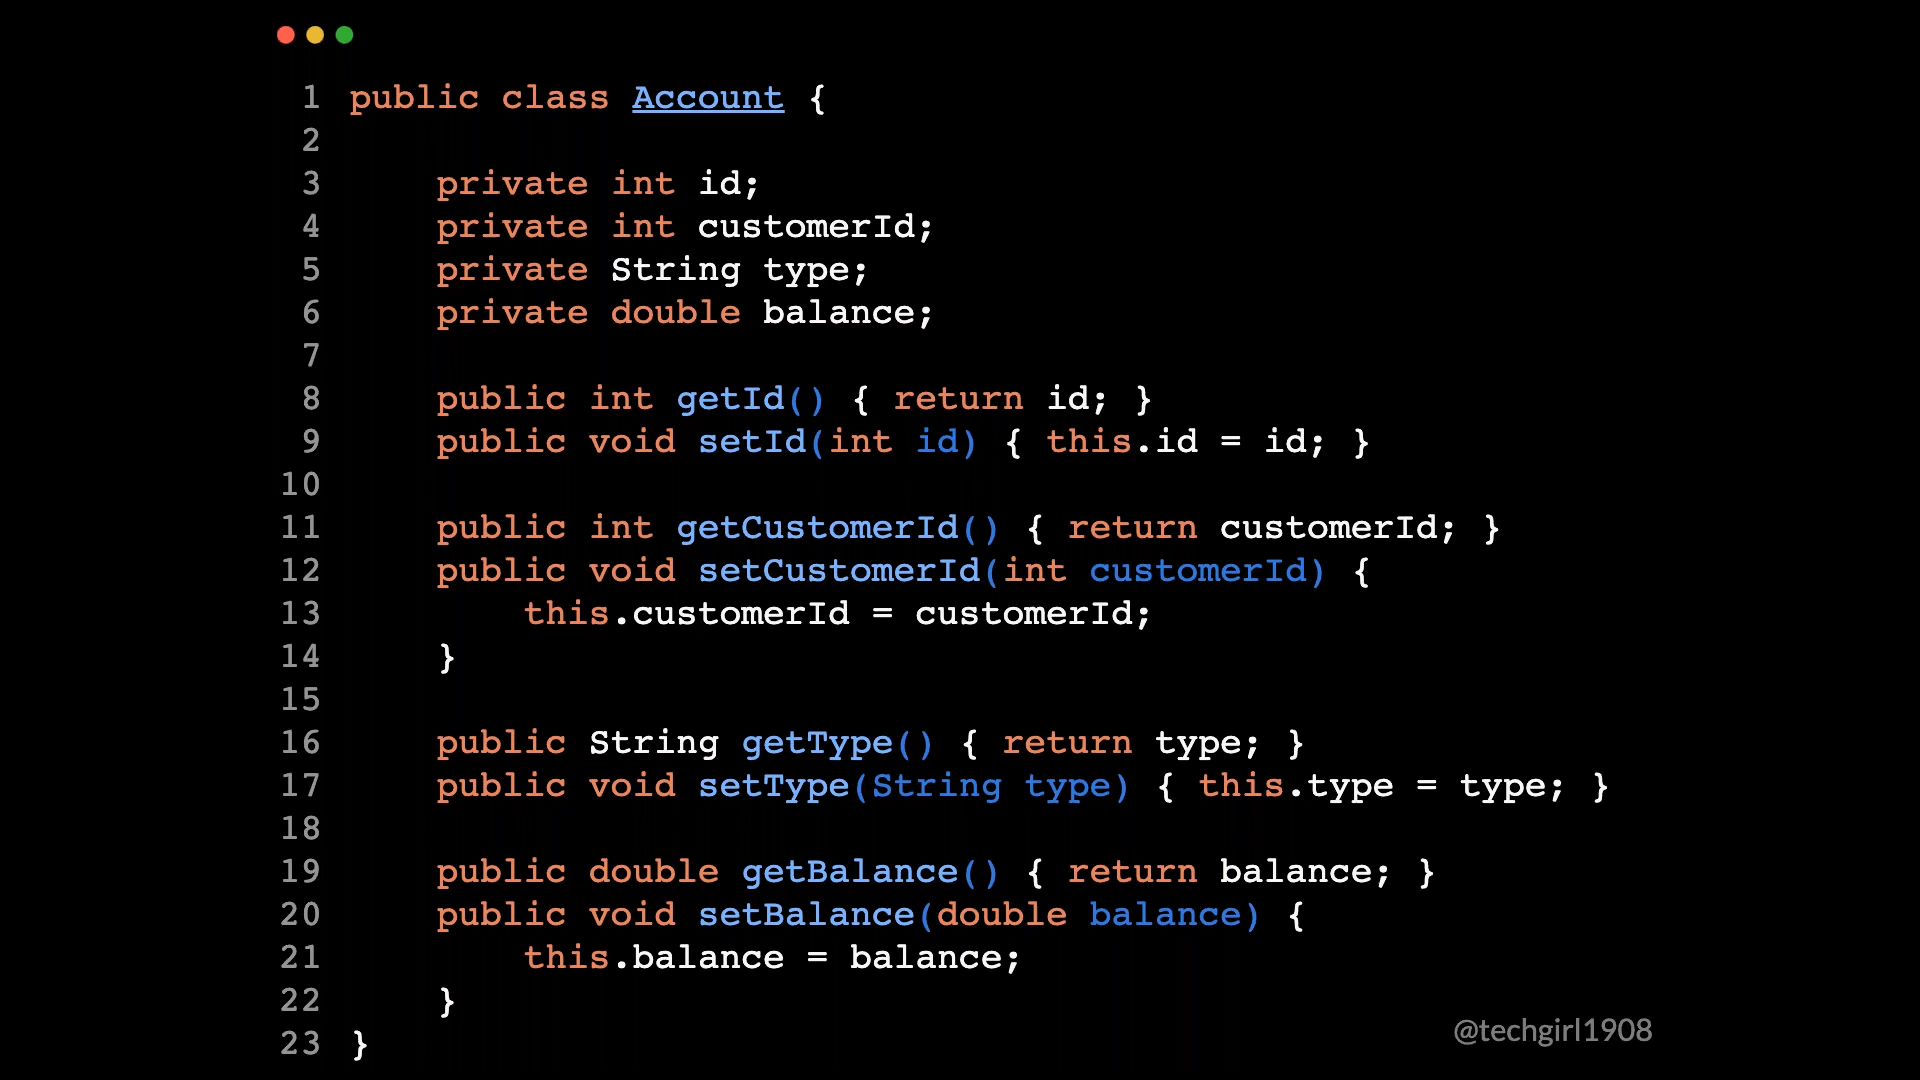 1 public class Account {
2
3     private int id;
4     private int customerId;
5     private String type;
6     private double balance;
7
8     public int getId() { return id; }
9     public void setId(int id) { this.id = id; }
10
11     public int getCustomerId() { return customerId; }
12     public void setCustomerId(int customerId) {
13         this.customerId = customerId;
14     }
15
16     public String getType() { return type; }
17     public void setType(String type) { this.type = type; }
18
19     public double getBalance() { return balance; }
20     public void setBalance(double balance) {
21         this.balance = balance;
22     }
23 }
@techgirl1908